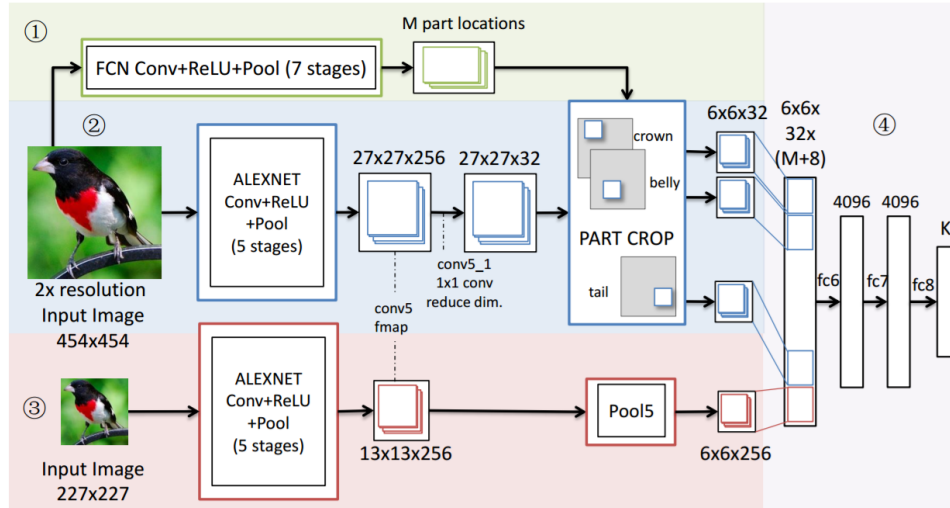 ①
M part locations
FCN Conv+ReLU+Pool (7 stages)
②
2x resolution
Input Image
454x454
ALEXNET
Conv+ReLU
+Pool
(5 stages)
27x27x256
27x27x32
conv5_1
1x1 conv
reduce dim.
conv5
fmap
crown
belly
PART CROP
tail
6x6x32
6x6x
32x
(M+8)
④
4096
4096
K
fc6
fc7
fc8
③
Input Image
227x227
ALEXNET
Conv+ReLU
+Pool
(5 stages)
13x13x256
Pool5
6x6x256